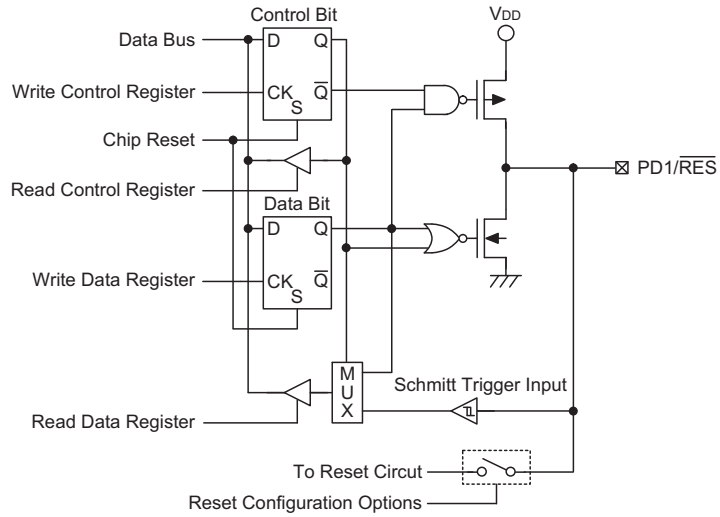 Control Bit
VDD
Data Bus
D
Q
Write Control Register
CK
Q
S
Chip Reset
PD1/RES
Read Control Register
Data Bit
D
Q
Write Data Register
CK
Q
S
M
U
X
Schmitt Trigger Input
Read Data Register
To Reset Circut
Reset Configuration Options